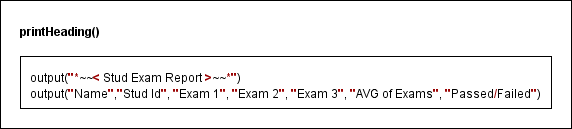 printHeading()
output("*~~< Stud Exam Report >~~*")
output("Name","Stud Id", "Exam 1", "Exam 2", "Exam 3", "AVG of Exams", "Passed/Failed")